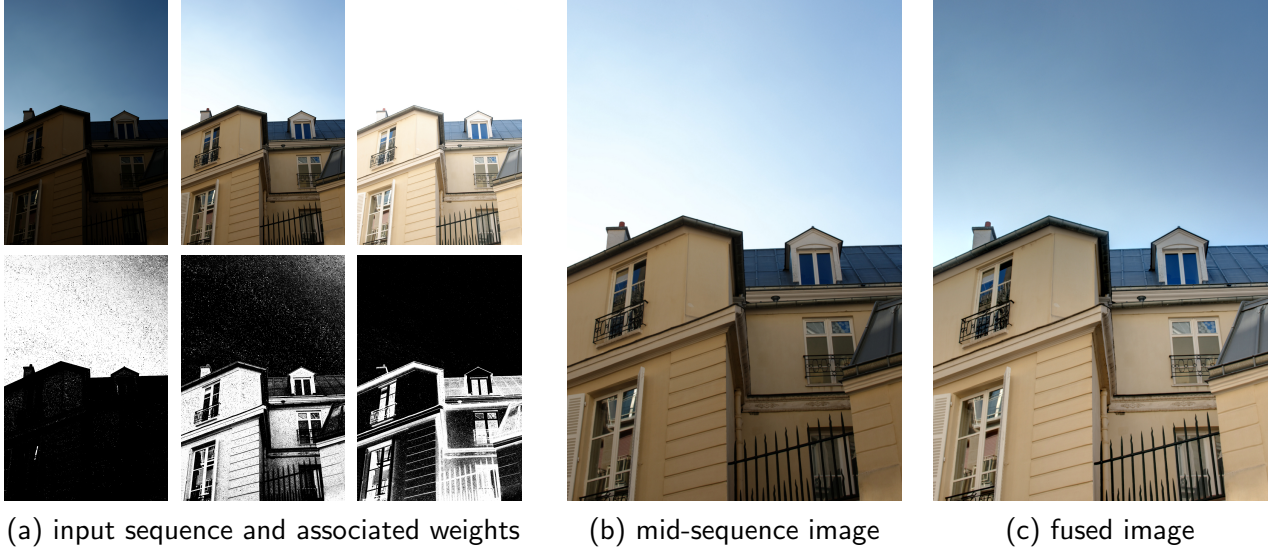 (a) input sequence and associated weights
(b) mid-sequence image
(c) fused image